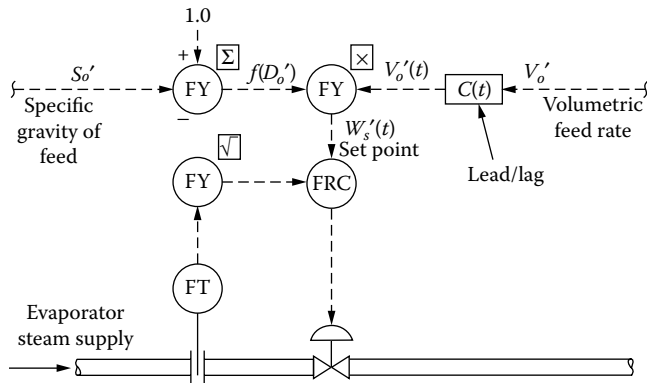 1.0
+
Σ
×
So′
FY
f(Do′)
FY
Vo′(t)
C(t)
Vo′
–
Specific
gravity of
feed
Volumetric
feed rate
Ws′(t)
Set point
Lead/lag
√
FY
FRC
FT
Evaporator
steam supply